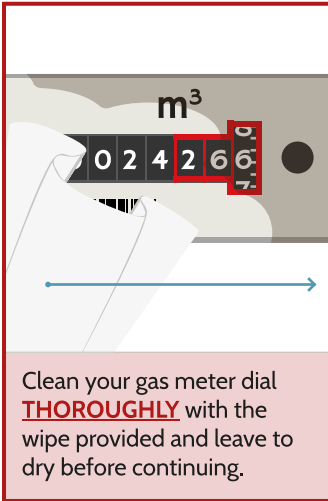 m³
0 2 4 2 6 6
Clean your gas meter dial
THOROUGHLY with the
wipe provided and leave to
dry before continuing.